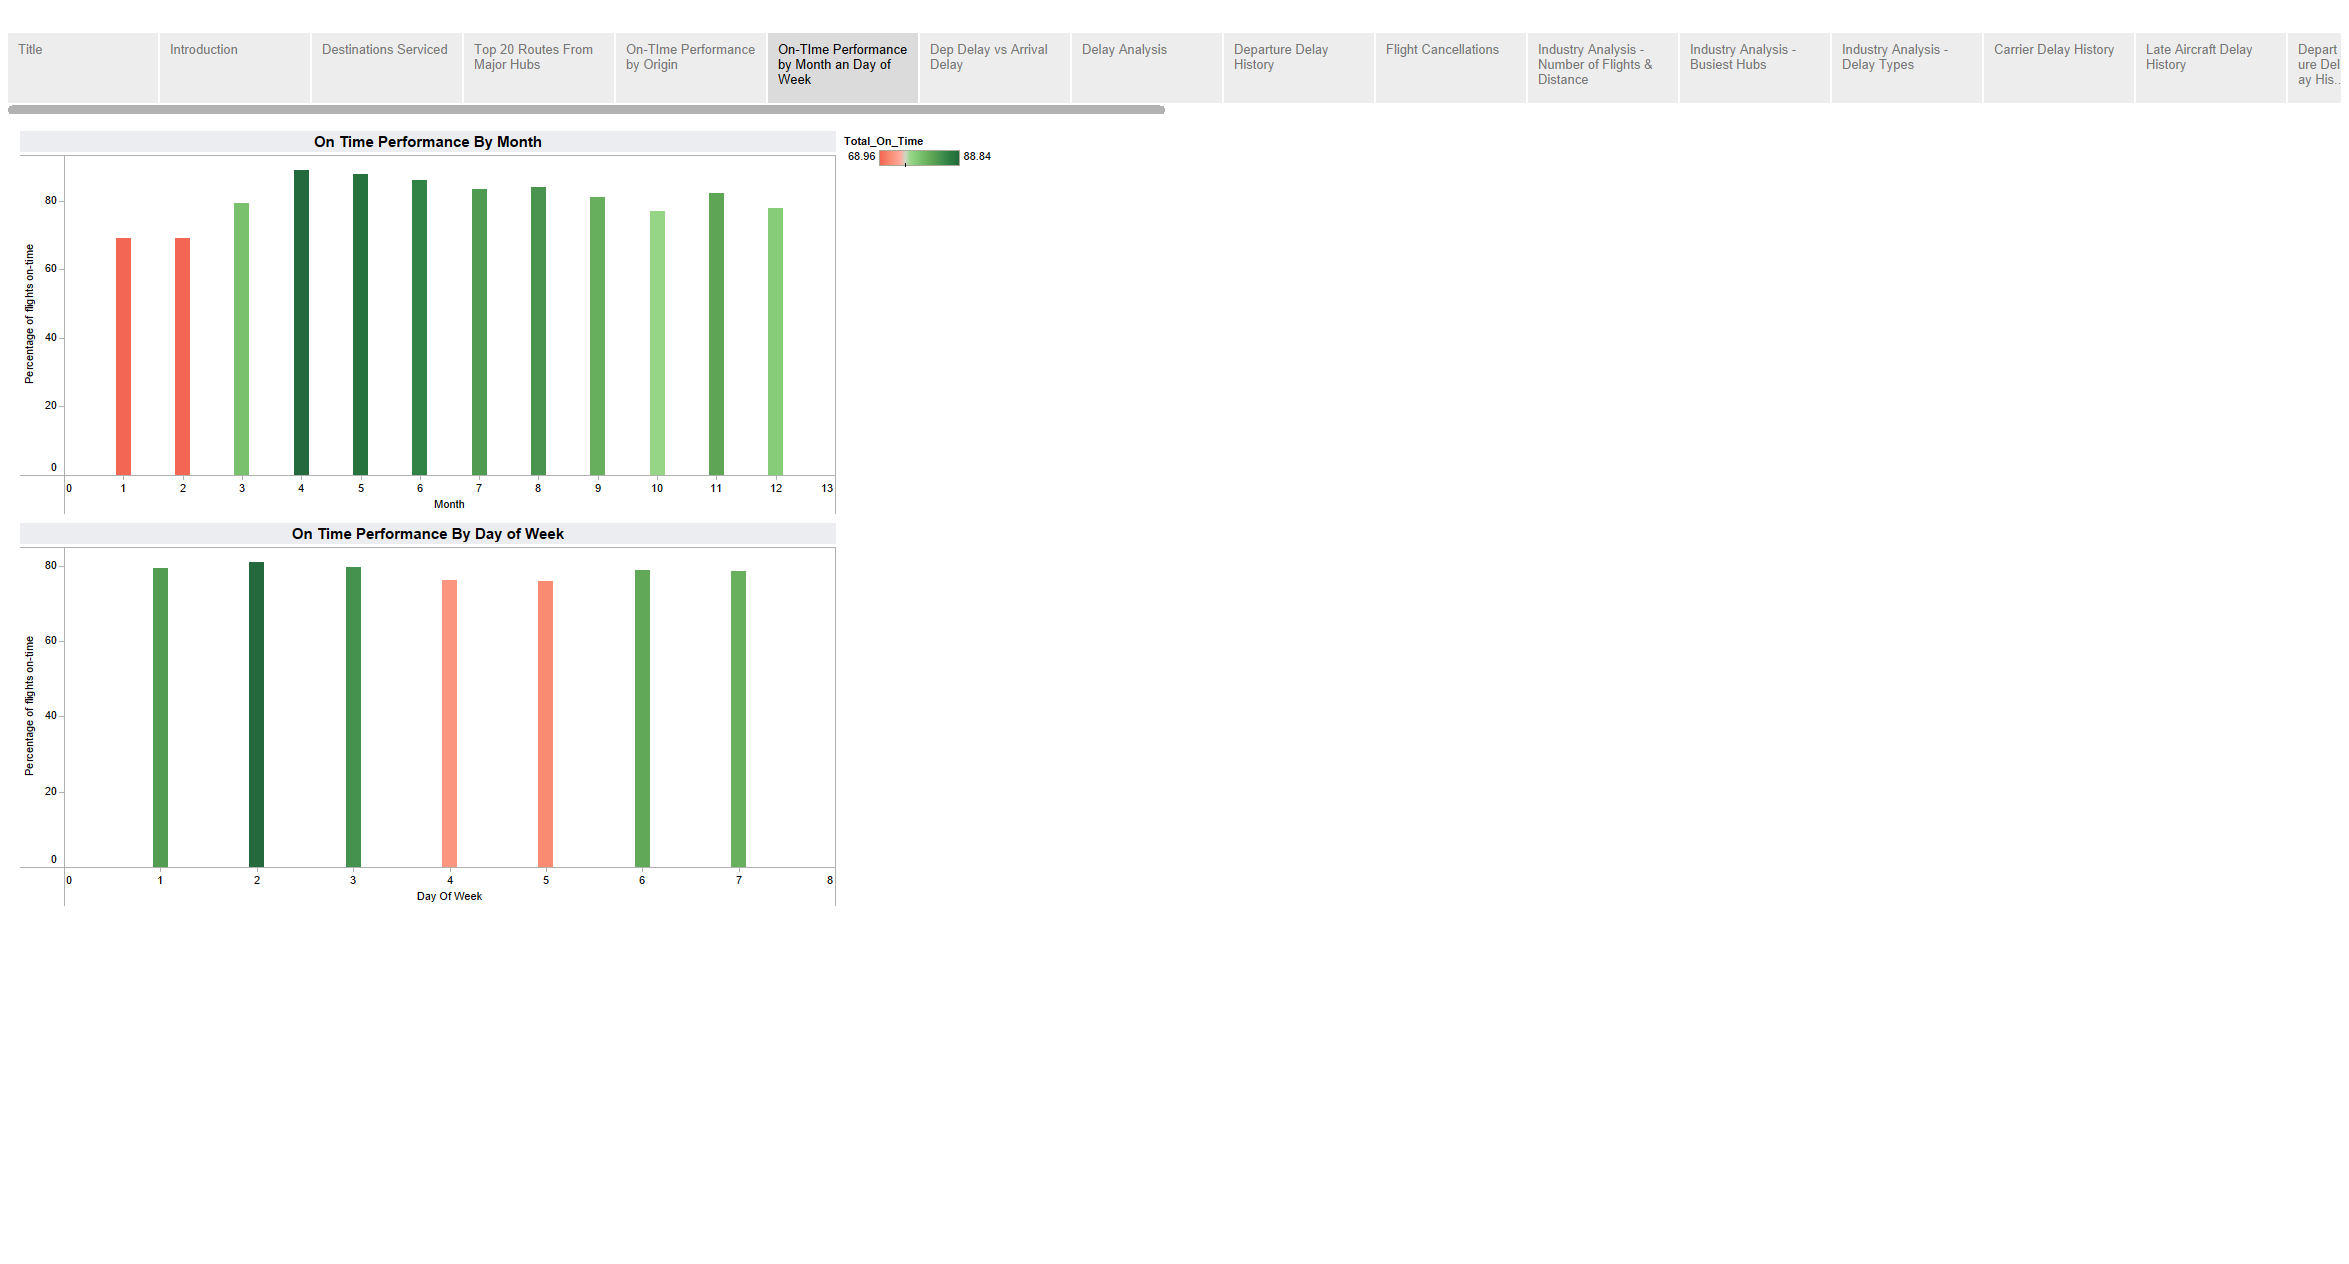 Title
Introduction
Destinations Serviced
Top 20 Routes From
Major Hubs
On-TIme Performance
by Origin
On-TIme Performance
by Month an Day of
Week
Dep Delay vs Arrival
Delay
Delay Analysis
Departure Delay
History
Flight Cancellations
Industry Analysis -
Number of Flights &
Distance
Industry Analysis -
Busiest Hubs
Industry Analysis -
Delay Types
Carrier Delay History
Late Aircraft Delay
History
Depart
ure Del
ay His..
On Time Performance By Month
Total_On_Time
68.96
88.84
Percentage of flights on-time
80
60
40
20
0
0 1 2 3 4 5 6 7 8 9 10 11 12 13
Month
On Time Performance By Day of Week
Percentage of flights on-time
80
60
40
20
0
0 1 2 3 4 5 6 7 8
Day Of Week